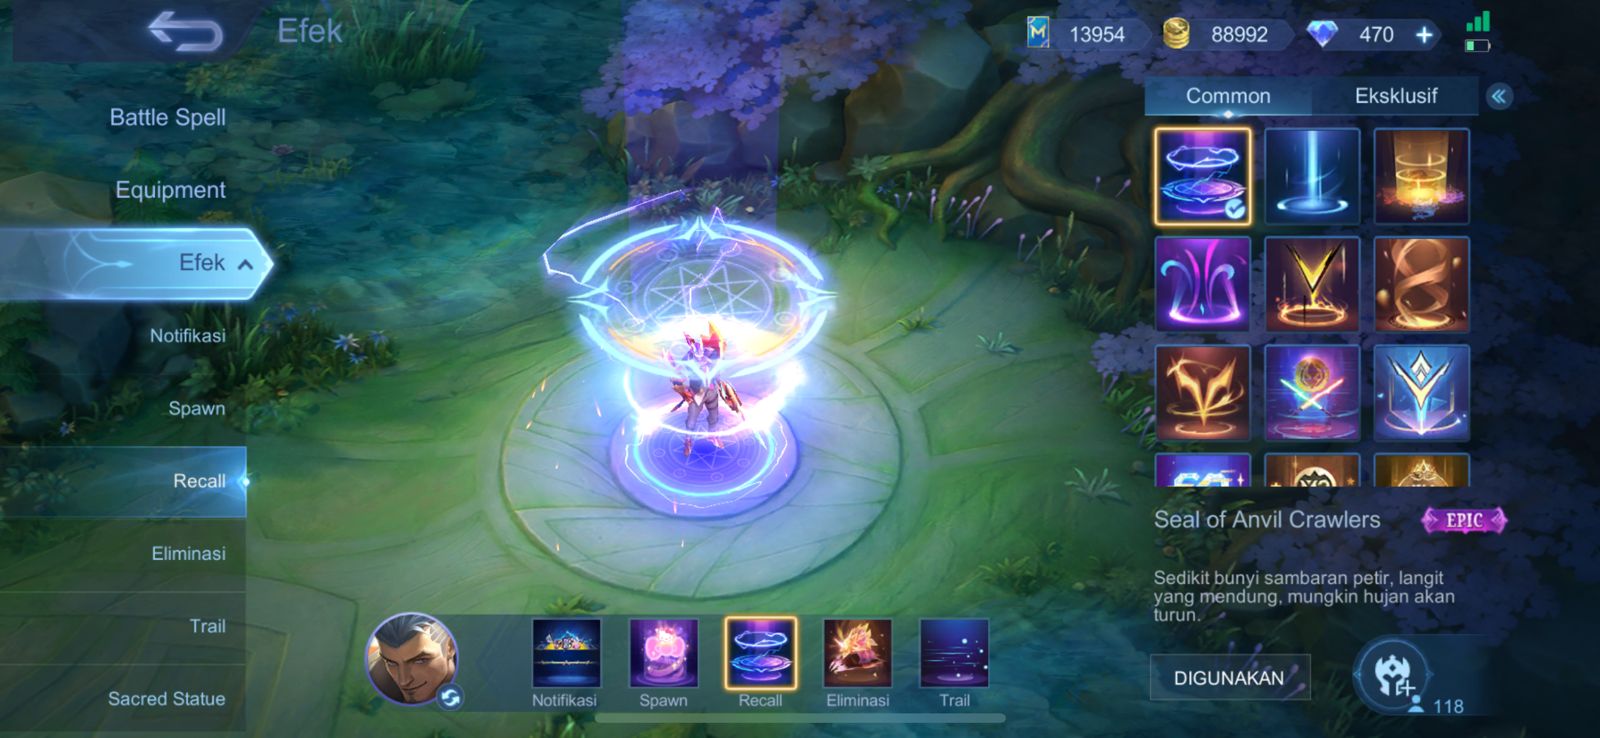 Efek
13954
88992
470
Battle Spell
Equipment
Efek
Notifikasi
Spawn
Recall
Eliminasi
Trail
Sacred Statue
Common
Eksklusif
Seal of Anvil Crawlers
EPIC
Sedikit bunyi sambaran petir, langit
yang mendung, mungkin hujan akan
turun.
DIGUNAKAN
118
Notifikasi
Spawn
Recall
Eliminasi
Trail